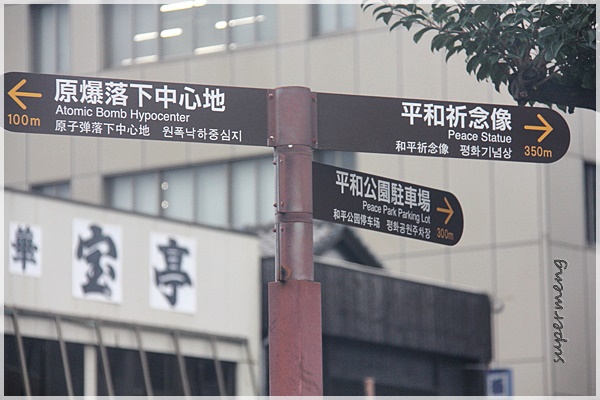 原爆落下中心地
Atomic Bomb Hypocenter
100m
原子弹落下中心地 원폭낙하중심지
平和祈念像
Peace Statue
和平祈念像 평화기념상
350m
平和公園駐車場
Peace Park Parking Lot
和平公园停车场 평화공원주차장
300m
華宝亭
supermeng